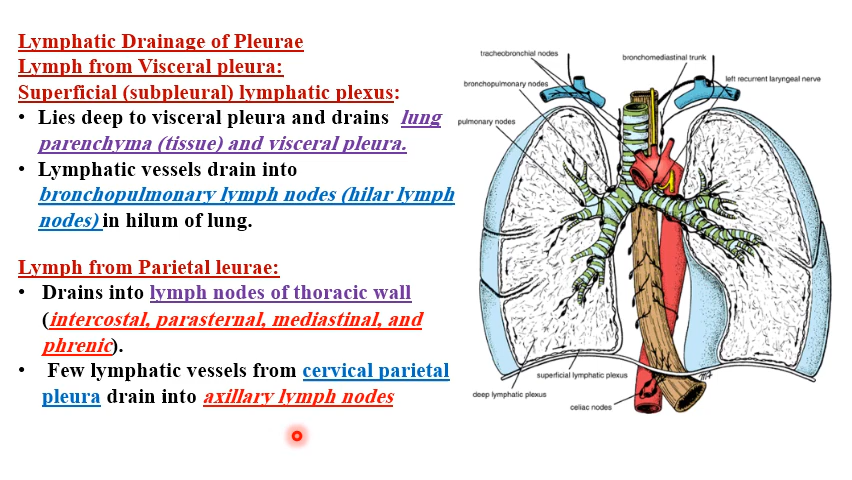 Lymphatic Drainage of Pleurae
Lymph from Visceral pleura:
Superficial (subpleural) lymphatic plexus:
• Lies deep to visceral pleura and drains lung
parenchyma (tissue) and visceral pleura.
• Lymphatic vessels drain into
bronchopulmonary lymph nodes (hilar lymph
nodes) in hilum of lung.
Lymph from Parietal leurae:
• Drains into lymph nodes of thoracic wall
(intercostal, parasternal, mediastinal, and
phrenic).
• Few lymphatic vessels from cervical parietal
pleura drain into axillary lymph nodes
tracheobronchial nodes
bronchomediastinal trunk
bronchopulmonary nodes
left recurrent laryngeal nerve
pulmonary nodes
superficial lymphatic plexus
deep lymphatic plexus
celiac nodes